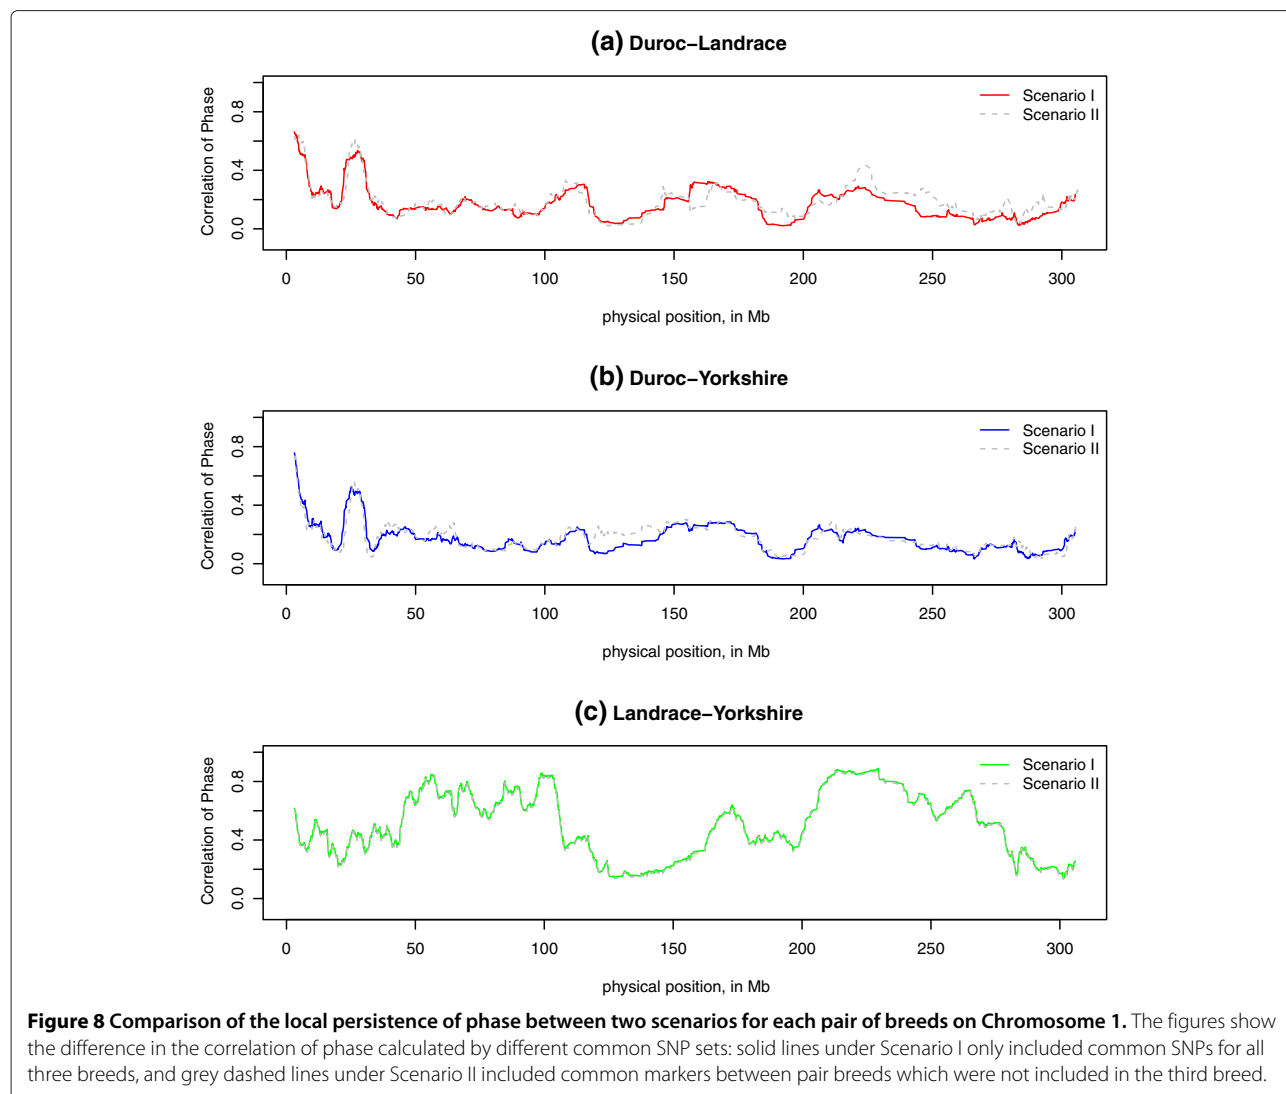 (a) Duroc−Landrace
Correlation of Phase
0.0 0.4 0.8
Scenario I
Scenario II
0 50 100 150 200 250 300
physical position, in Mb
(b) Duroc−Yorkshire
Correlation of Phase
0.0 0.4 0.8
Scenario I
Scenario II
0 50 100 150 200 250 300
physical position, in Mb
(c) Landrace−Yorkshire
Correlation of Phase
0.0 0.4 0.8
Scenario I
Scenario II
0 50 100 150 200 250 300
physical position, in Mb
Figure 8 Comparison of the local persistence of phase between two scenarios for each pair of breeds on Chromosome 1. The figures show
the difference in the correlation of phase calculated by different common SNP sets: solid lines under Scenario I only included common SNPs for all
three breeds, and grey dashed lines under Scenario II included common markers between pair breeds which were not included in the third breed.